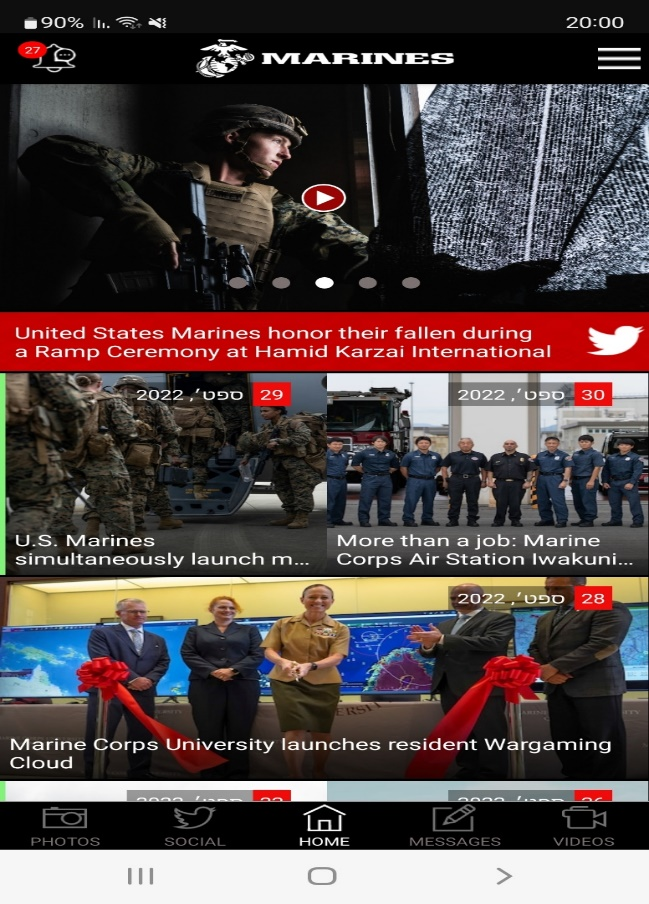 90%
20:00
27
MARINES
United States Marines honor their fallen during
a Ramp Ceremony at Hamid Karzai International
29 ספט׳, 2022
U.S. Marines
simultaneously launch m...
30 ספט׳, 2022
More than a job: Marine
Corps Air Station Iwakuni...
28 ספט׳, 2022
Marine Corps University launches resident Wargaming
Cloud
PHOTOS
SOCIAL
HOME
MESSAGES
VIDEOS